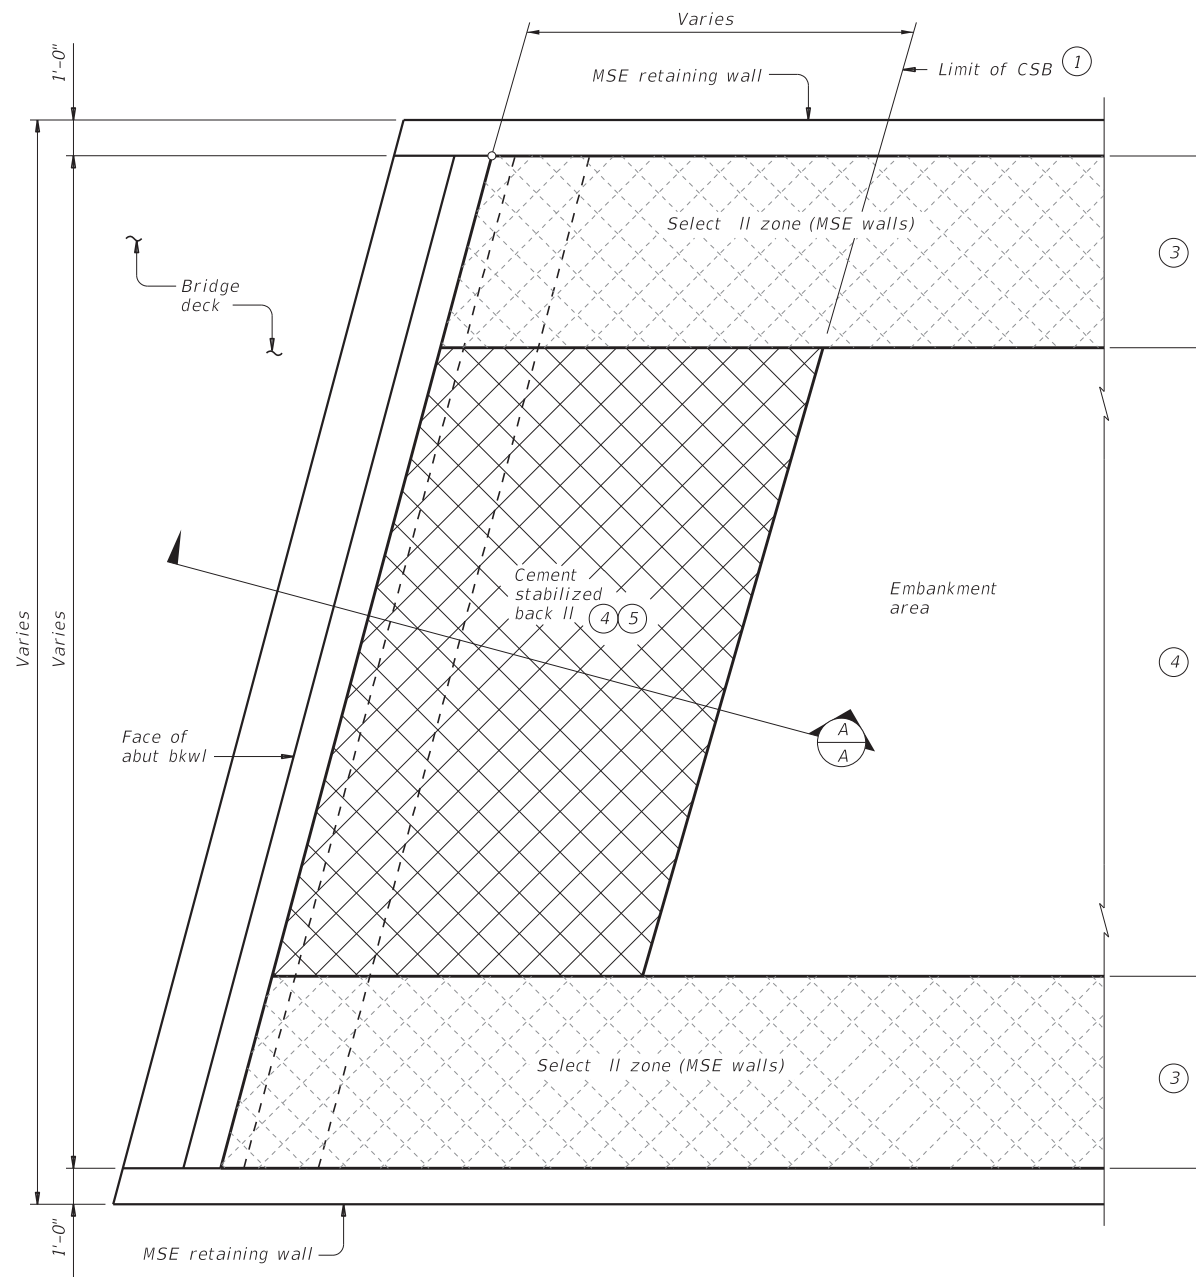 Varies
1'-0"
MSE retaining wall
Limit of CSB 1
Select ll zone (MSE walls)
3
Bridge
deck
Cement
stabilized
back ll 4 5
Embankment
area
Varies
Varies
4
A
A
Face of
abut bkwl
Select ll zone (MSE walls)
3
1'-0"
MSE retaining wall